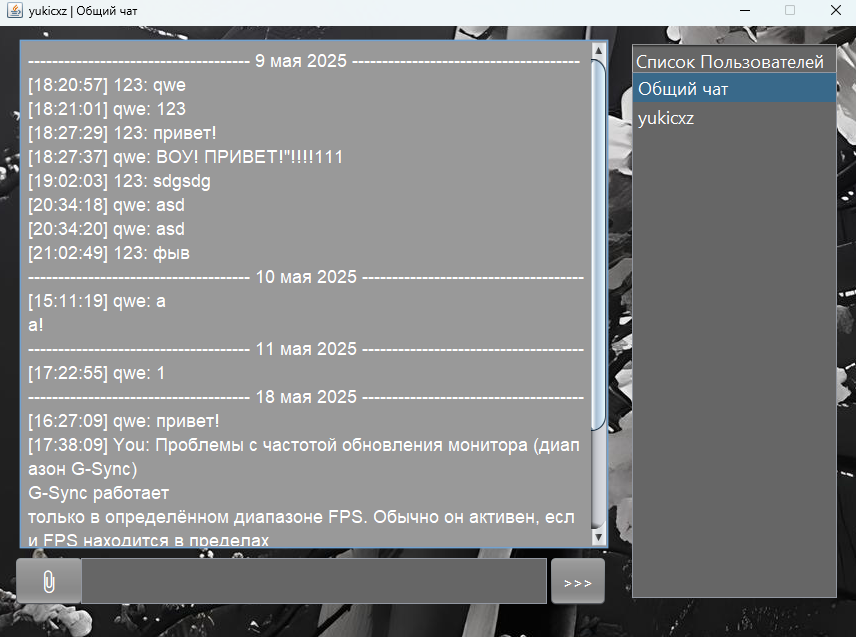 yukicxz | Общий чат
------------------------------------- 9 мая 2025 --------------------------------------
[18:20:57] 123: qwe
[18:21:01] qwe: 123
[18:27:29] 123: привет!
[18:27:37] qwe: ВОУ! ПРИВЕТ!"!!!!111
[19:02:03] 123: sdgsdg
[20:34:18] qwe: asd
[20:34:20] qwe: asd
[21:02:49] 123: фыв
------------------------------------- 10 мая 2025 -------------------------------------
[15:11:19] qwe: а
а!
------------------------------------- 11 мая 2025 -------------------------------------
[17:22:55] qwe: 1
------------------------------------- 18 мая 2025 -------------------------------------
[16:27:09] qwe: привет!
[17:38:09] You: Проблемы с частотой обновления монитора (диап
азон G-Sync)
G-Sync работает
только в определённом диапазоне FPS. Обычно он активен, есл
и FPS находится в пределах
>>>
Список Пользователей
Общий чат
yukicxz